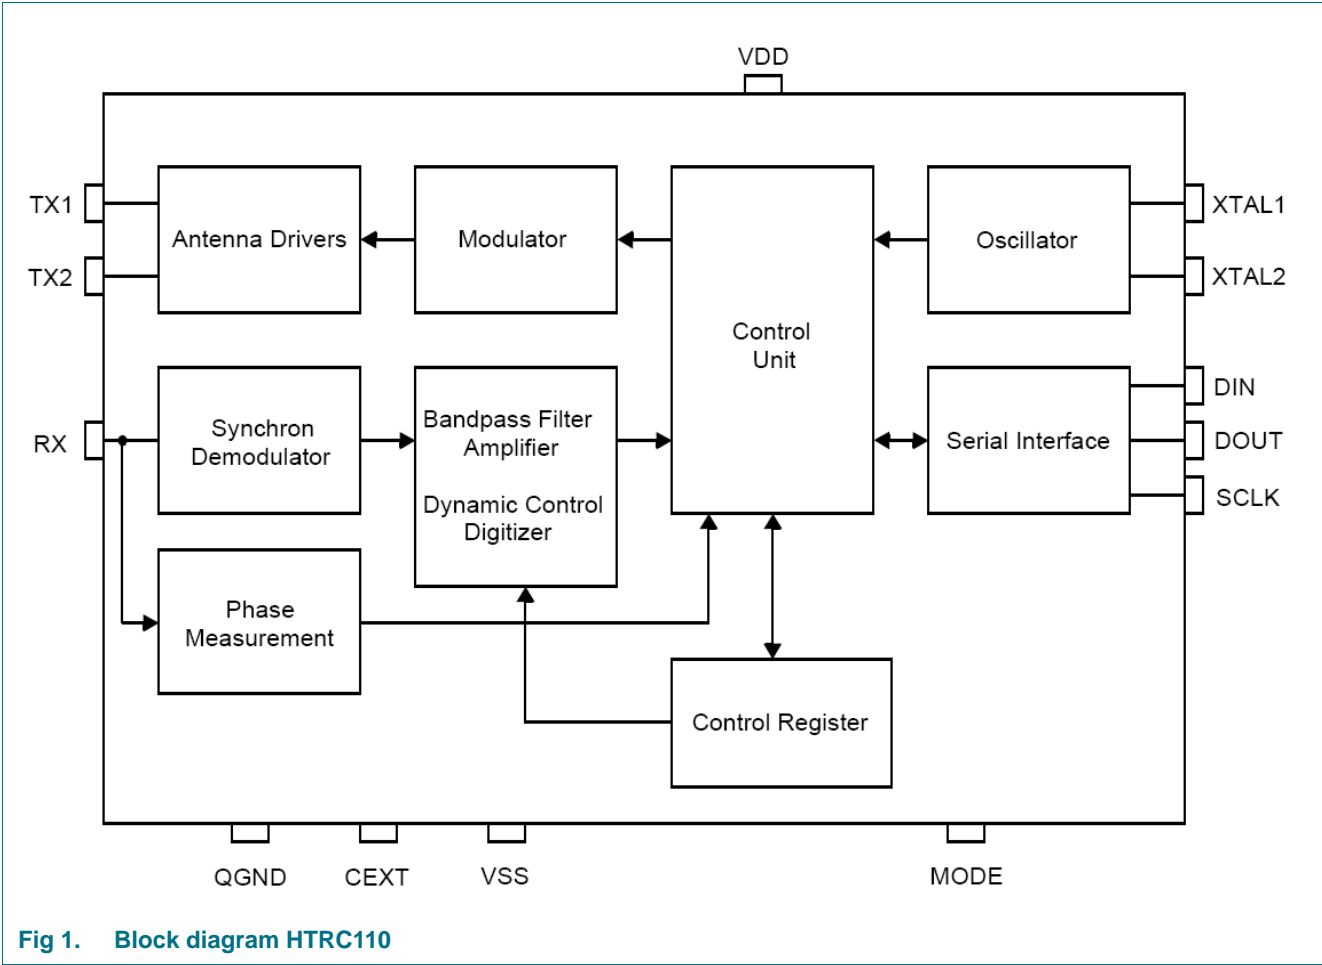 VDD
TX1
TX2
Antenna Drivers
Modulator
Control
Unit
Oscillator
XTAL1
XTAL2
RX
Synchron
Demodulator
Bandpass Filter
Amplifier
Dynamic Control
Digitizer
Serial Interface
DIN
DOUT
SCLK
Phase
Measurement
Control Register
QGND
CEXT
VSS
MODE
Fig 1. Block diagram HTRC110